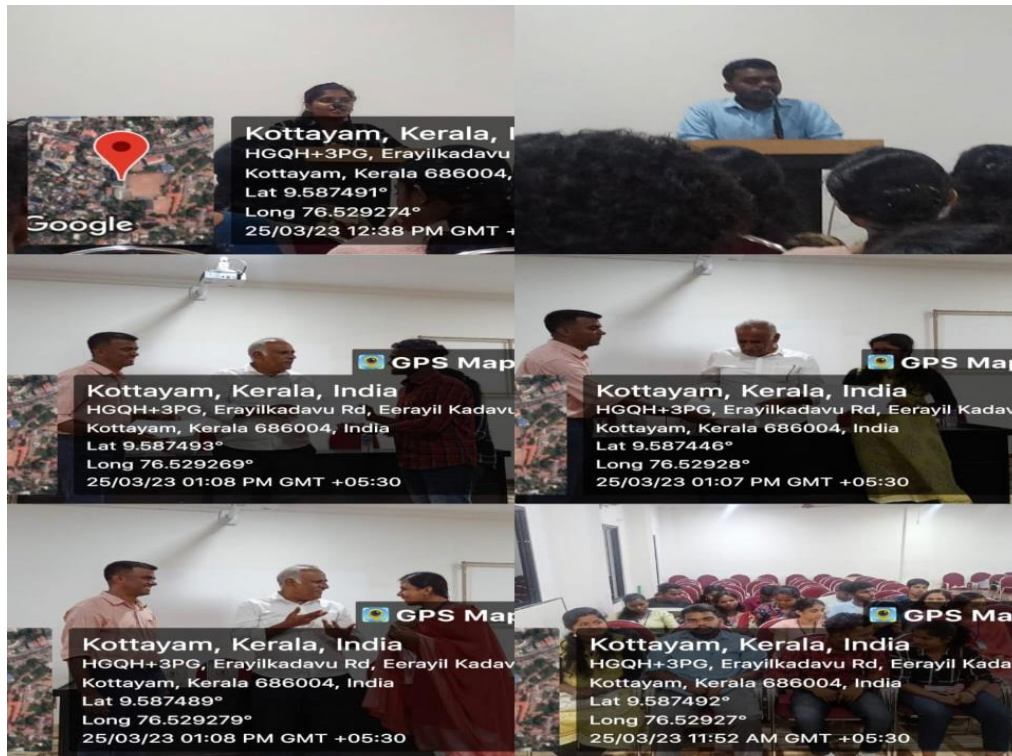 Kottayam, Kerala, I
HGQH+3PG, Erayilkadavu
Kottayam, Kerala 686004,
Lat 9.587491°
Long 76.529274°
25/03/23 12:38 PM GMT +
Google
GPS Map
Kottayam, Kerala, India
HGQH+3PG, Erayilkadavu Rd, Eerayil Kadavu
Kottayam, Kerala 686004, India
Lat 9.587493°
Long 76.529269°
25/03/23 01:08 PM GMT +05:30
GPS Map
Kottayam, Kerala, India
HGQH+3PG, Erayilkadavu Rd, Eerayil Kadav
Kottayam, Kerala 686004, India
Lat 9.587446°
Long 76.52928°
25/03/23 01:07 PM GMT +05:30
GPS Map
Kottayam, Kerala, India
HGQH+3PG, Erayilkadavu Rd, Eerayil Kadav
Kottayam, Kerala 686004, India
Lat 9.587489°
Long 76.529279°
25/03/23 01:08 PM GMT +05:30
GPS Ma
Kottayam, Kerala, India
HGQH+3PG, Erayilkadavu Rd, Eerayil Kada
Kottayam, Kerala 686004, India
Lat 9.587492°
Long 76.52927°
25/03/23 11:52 AM GMT +05:30